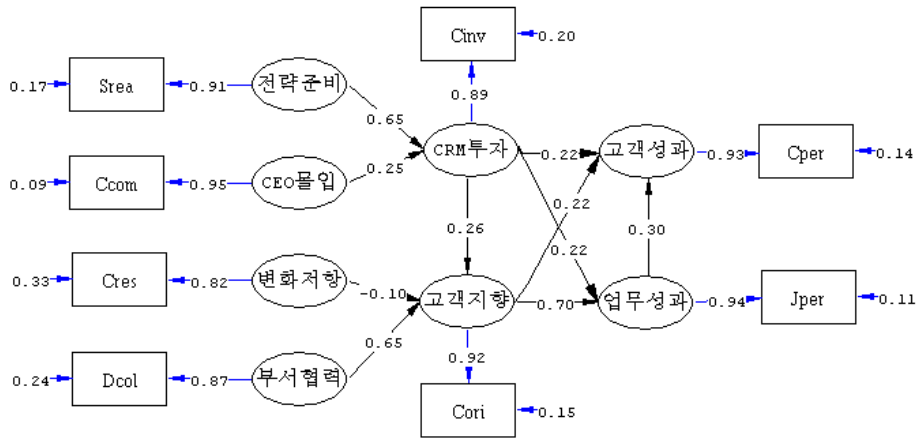 Cinv 0.20
0.17 Srea 0.91 전략준비 0.89
0.65 CRM투자 0.22 고객성과 0.93 Cper 0.14
0.09 Ccom 0.95 CEO몰입 0.25
0.22
0.26 0.30
0.22
0.33 Cres 0.82 변화저항 -0.10 고객지향 0.70 업무성과 0.94 Jper 0.11
0.65
0.24 Dcol 0.87 부서협력 0.92
Cori 0.15